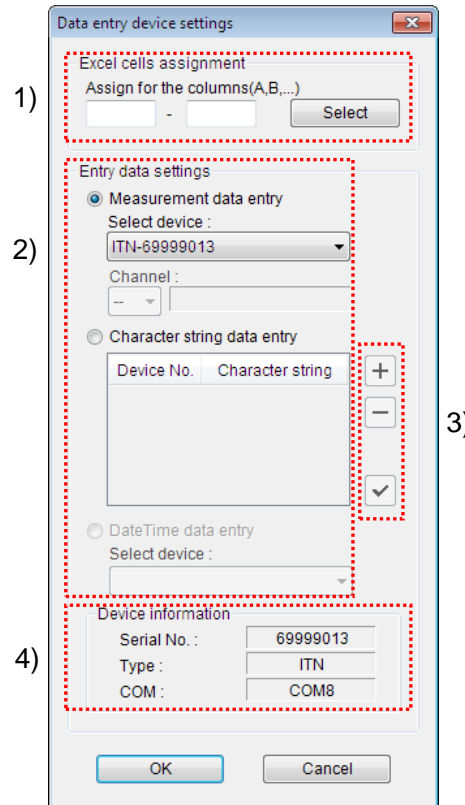 Data entry device settings
Excel cells assignment
1)
Assign for the columns(A,B,...)
- Select
Entry data settings
Measurement data entry
Select device :
2)
ITN-69999013
Channel :
--
Character string data entry
Device No. Character string
+
−
3)
DateTime data entry
Select device :
Device information
Serial No. : 69999013
4)
Type : ITN
COM : COM8
OK Cancel